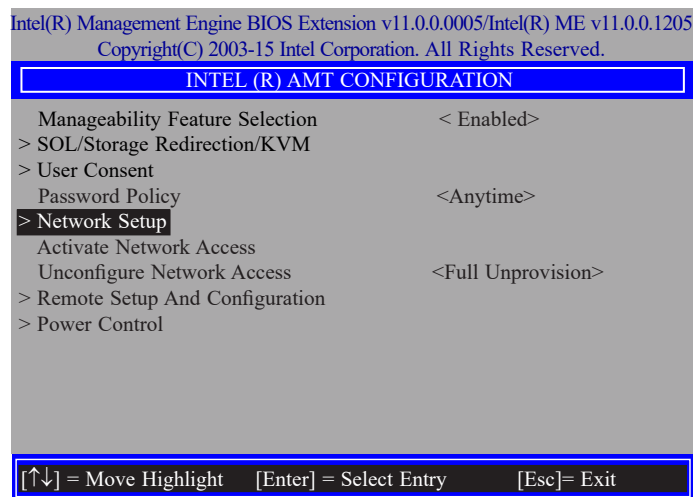 Intel(R) Management Engine BIOS Extension v11.0.0.0005/Intel(R) ME v11.0.0.1205
Copyright(C) 2003-15 Intel Corporation. All Rights Reserved.
INTEL (R) AMT CONFIGURATION
Manageability Feature Selection < Enabled>
> SOL/Storage Redirection/KVM
> User Consent
Password Policy <Anytime>
> Network Setup
Activate Network Access
Unconfigure Network Access <Full Unprovision>
> Remote Setup And Configuration
> Power Control
[↑↓] = Move Highlight [Enter] = Select Entry [Esc]= Exit